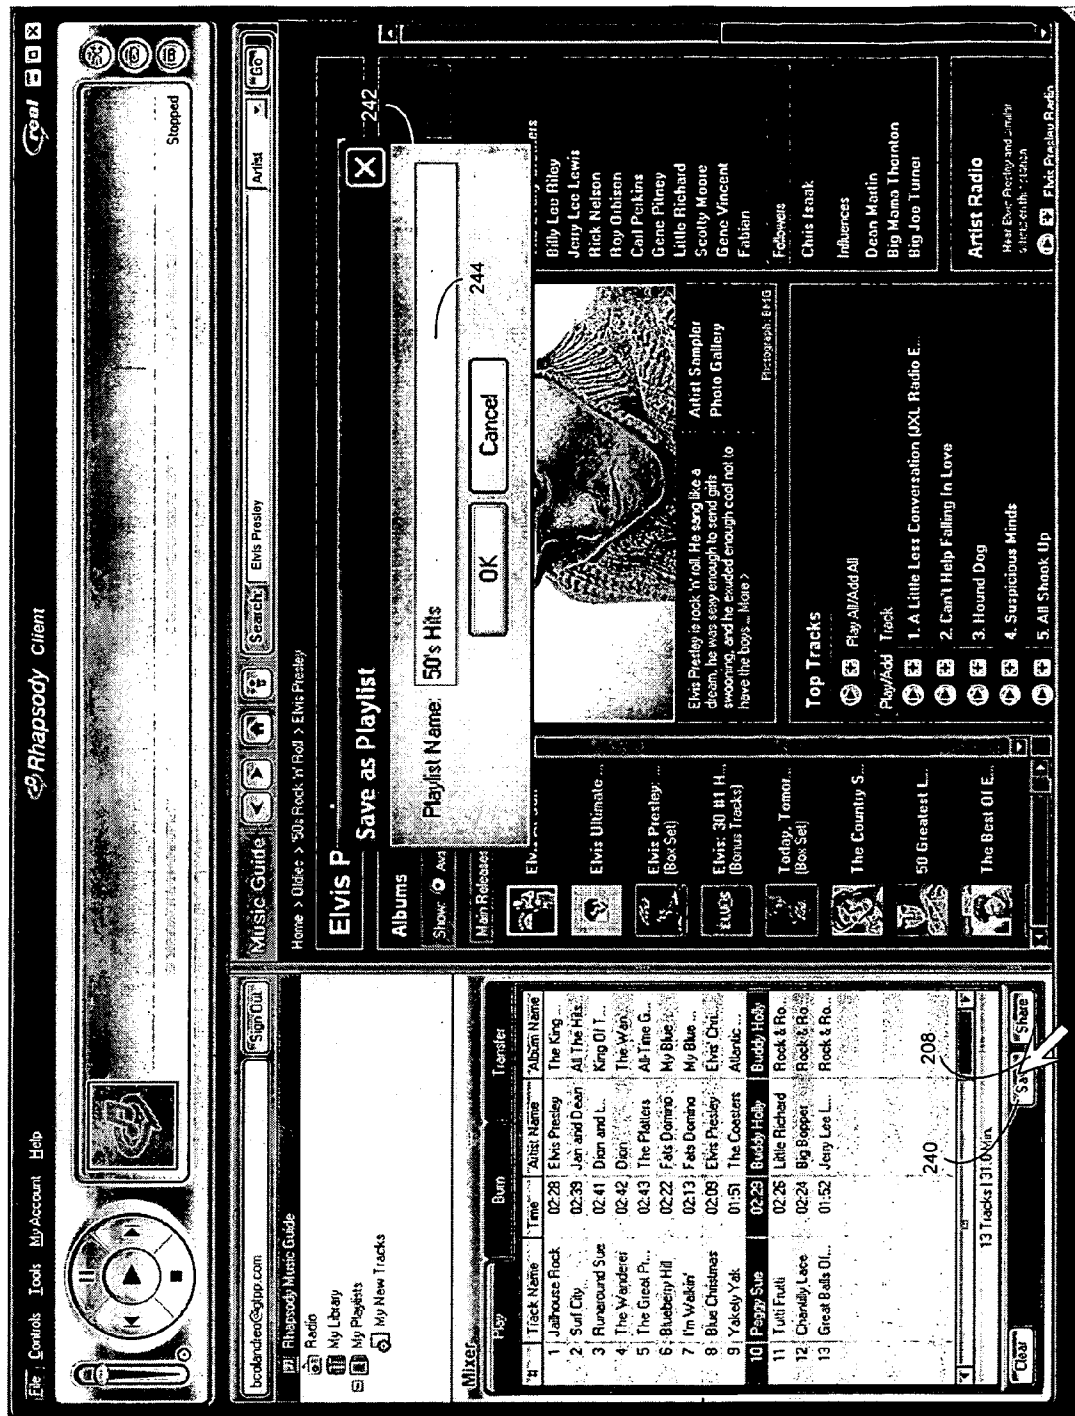 Rhapsody client
real
File Controls Tools My Account Help
Stopped
bcolandreo@gtpp.com
Sign Out
Rhapsody Music Guide
Radio
My Library
My Playlists
My New Tracks
Music Guide
Search:
Elvis Presley
Artist
Go
Home > Oldies > '50s Rock 'n' Roll > Elvis Presley
Elvis P
Save as Playlist
X
242
Playlist Name: 50's Hits
244
OK
Cancel
Albums
Show:
Main Releases
Elvis Ultimate...
Elvis Presley...
(Box Set)
Elvis: 30 #1 H...
(Bonus Tracks)
Today, Tomor...
(Box Set)
The Country S...
50 Greatest L...
The Best Of E...
Elvis Presley is rock 'n' roll. He sang like a
dream, he was sexy enough to send girls
swooning, and he exuded enough cool not to
have the boys ... More >
Artist Sampler
Photo Gallery
Photograph: BMG
Top Tracks
Play All/Add All
Play/Add Track
1. A Little Less Conversation (JXL Radio E...
2. Can't Help Falling In Love
3. Hound Dog
4. Suspicious Minds
5. All Shook Up
Billy Lee Riley
Jerry Lee Lewis
Rick Nelson
Roy Orbison
Carl Perkins
Gene Pitney
Little Richard
Scotty Moore
Gene Vincent
Fabian
Followers
Chris Isaak
Influences
Dean Martin
Big Mama Thornton
Big Joe Turner
Artist Radio
Hear Elvis Presley and similar
Elvis Presley Radio
Mixer
Play
Burn
Transfer
# Track Name Time Artist Name Album Name
1 Jailhouse Rock 02:28 Elvis Presley The King ...
2 Surf City 02:39 Jan and Dean All The Hits...
3 Runaround Sue 02:41 Dion and L... King Of T...
4 The Wanderer 02:42 Dion The Wan...
5 The Great Pr... 02:43 The Platters All-Time G...
6 Blueberry Hill 02:22 Fats Domino My Blue ...
7 I'm Walkin' 02:13 Fats Domino My Blue ...
8 Blue Christmas 02:09 Elvis Presley Elvis' Chri...
9 Yakety Yak 01:51 The Coasters Atlantic ...
10 Peggy Sue 02:29 Buddy Holly Buddy Holly
11 Tutti Frutti 02:26 Little Richard Rock & Ro...
12 Chantilly Lace 02:24 Big Bopper Rock & Ro...
13 Great Balls Of... 01:52 Jerry Lee L... Rock & Ro...
240
208
13 Tracks | 31.0 Min.
Clear
Sav
Share